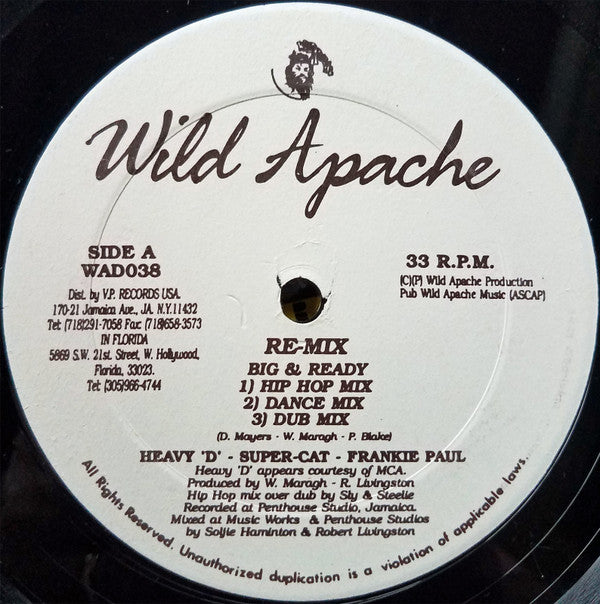 Wild Apache
SIDE A
WAD038
33 R.P.M.
Dist. by V.P. RECORDS USA.
170-21 Jamaica Ave., JA. N.Y.11432
Tel: (718)291-7058 Fax: (718)658-3573
IN FLORIDA
5869 S.W. 21st. Street, W. Hollywood,
Florida, 33023.
Tel: (305)966-4744
(C)(P) Wild Apache Production
Pub Wild Apache Music (ASCAP)
RE-MIX
BIG & READY
1) HIP HOP MIX
2) DANCE MIX
3) DUB MIX
(D. Mayers - W. Maragh - P. Blake)
HEAVY 'D' - SUPER-CAT - FRANKIE PAUL
Heavy 'D' appears courtesy of MCA.
Produced by W. Maragh - R. Livingston
Hip Hop mix over dub by Sly & Steelie
Recorded at Penthouse Studio, Jamaica.
Mixed at Music Works & Penthouse Studios
by Soljie Haminton & Robert Livingston
All Rights Reserved. Unauthorized duplication is a violation of applicable laws.